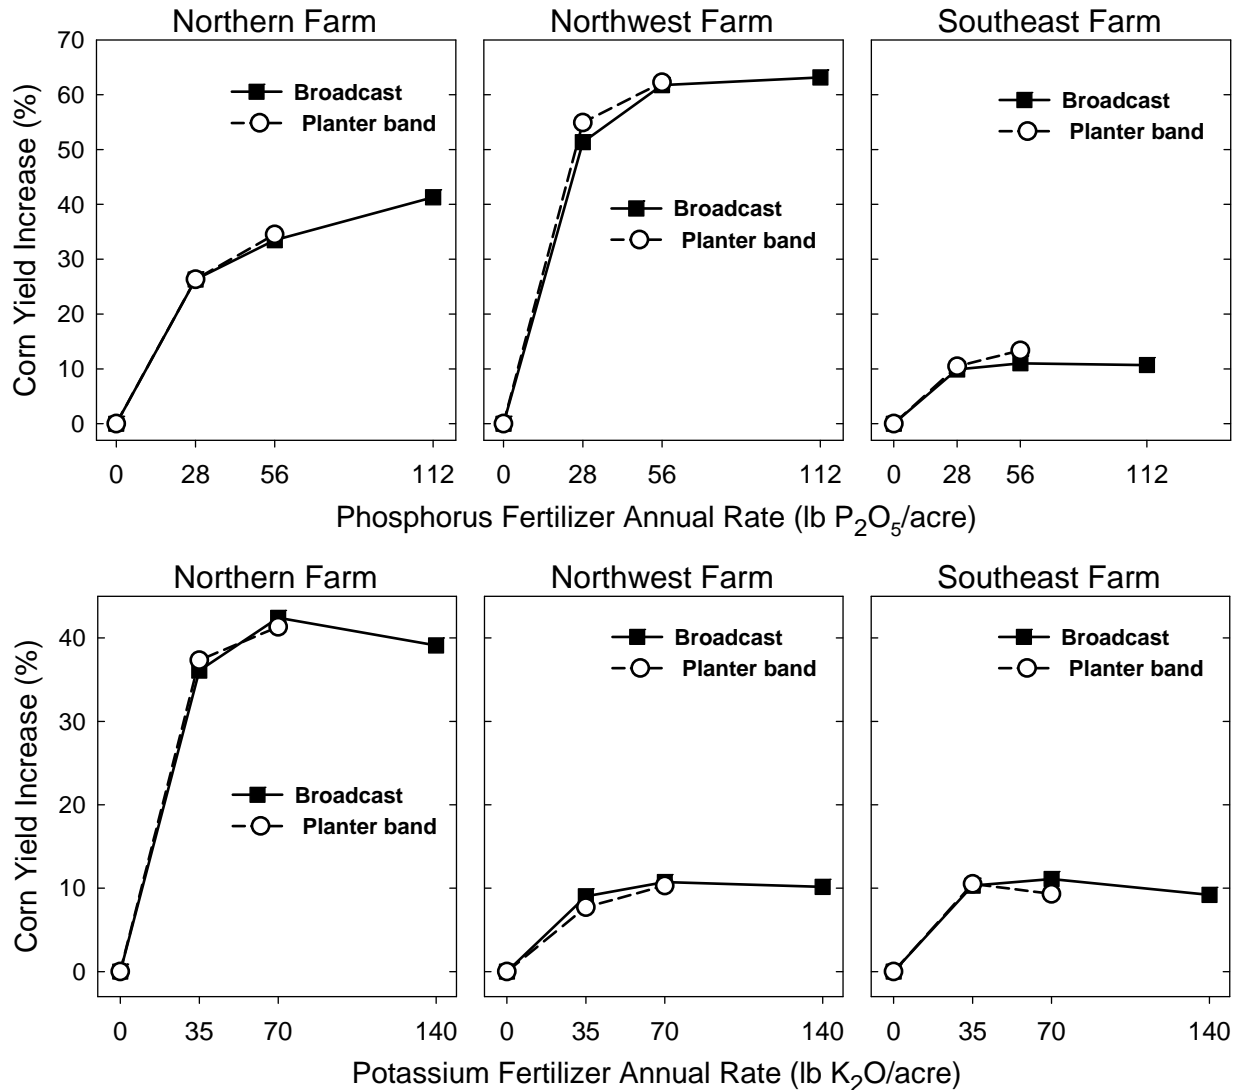 Northern Farm Northwest Farm Southeast Farm
Corn Yield Increase (%)
70
60
50
40
30
20
10
0
Broadcast
Planter band
Broadcast
Planter band
Broadcast
Planter band
0 28 56 112 0 28 56 112 0 28 56 112
Phosphorus Fertilizer Annual Rate (lb P₂O₅/acre)
Northern Farm Northwest Farm Southeast Farm
Corn Yield Increase (%)
40
30
20
10
0
Broadcast
Planter band
Broadcast
Planter band
Broadcast
Planter band
0 35 70 140 0 35 70 140 0 35 70 140
Potassium Fertilizer Annual Rate (lb K₂O/acre)